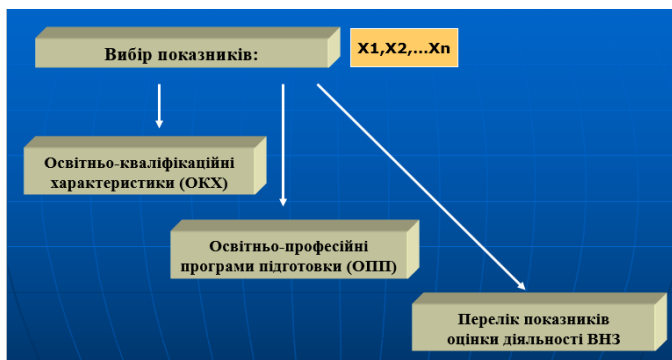 Вибір показників:
X1,X2,...Xn
Освітньо-кваліфікаційні
характеристики (ОКХ)
Освітньо-професійні
програми підготовки (ОПП)
Перелік показників
оцінки діяльності ВНЗ